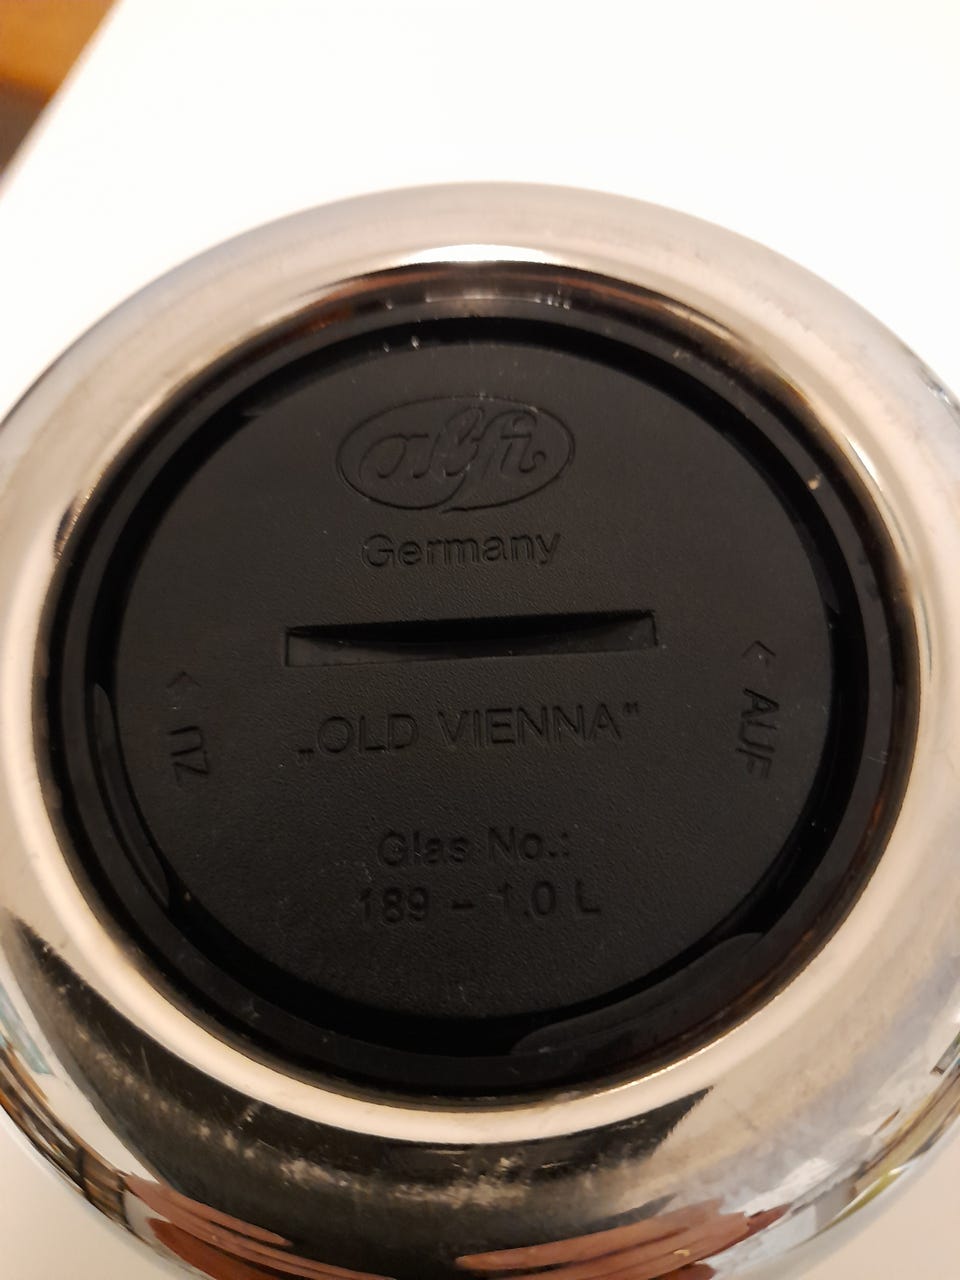 alfi
Germany
„OLD VIENNA"
< ZU
< AUF
Glas No.:
189 - 1.0 L